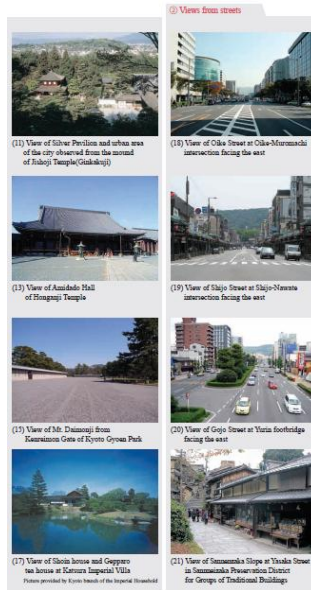 ② Views from streets
(11) View of Silver Pavilion and urban area
of the city observed from the mound
of Jishoji Temple(Ginkakuji)
(18) View of Oike Street at Oike-Muromachi
intersection facing the east
(13) View of Amidado Hall
of Honganji Temple
(19) View of Shijo Street at Shijo-Nawate
intersection facing the east
(15) View of Mt. Daimonji from
Kenreimon Gate of Kyoto Gyoen Park
(20) View of Gojo Street at Yurin footbridge
facing the east
(17) View of Shoin house and Gepparo
tea house at Katsura Imperial Villa
Picture provided by Kyoto branch of the Imperial Household
(21) View of Sannenzaka Slope at Yasaka Street
in Sanneizaka Preservation District
for Groups of Traditional Buildings